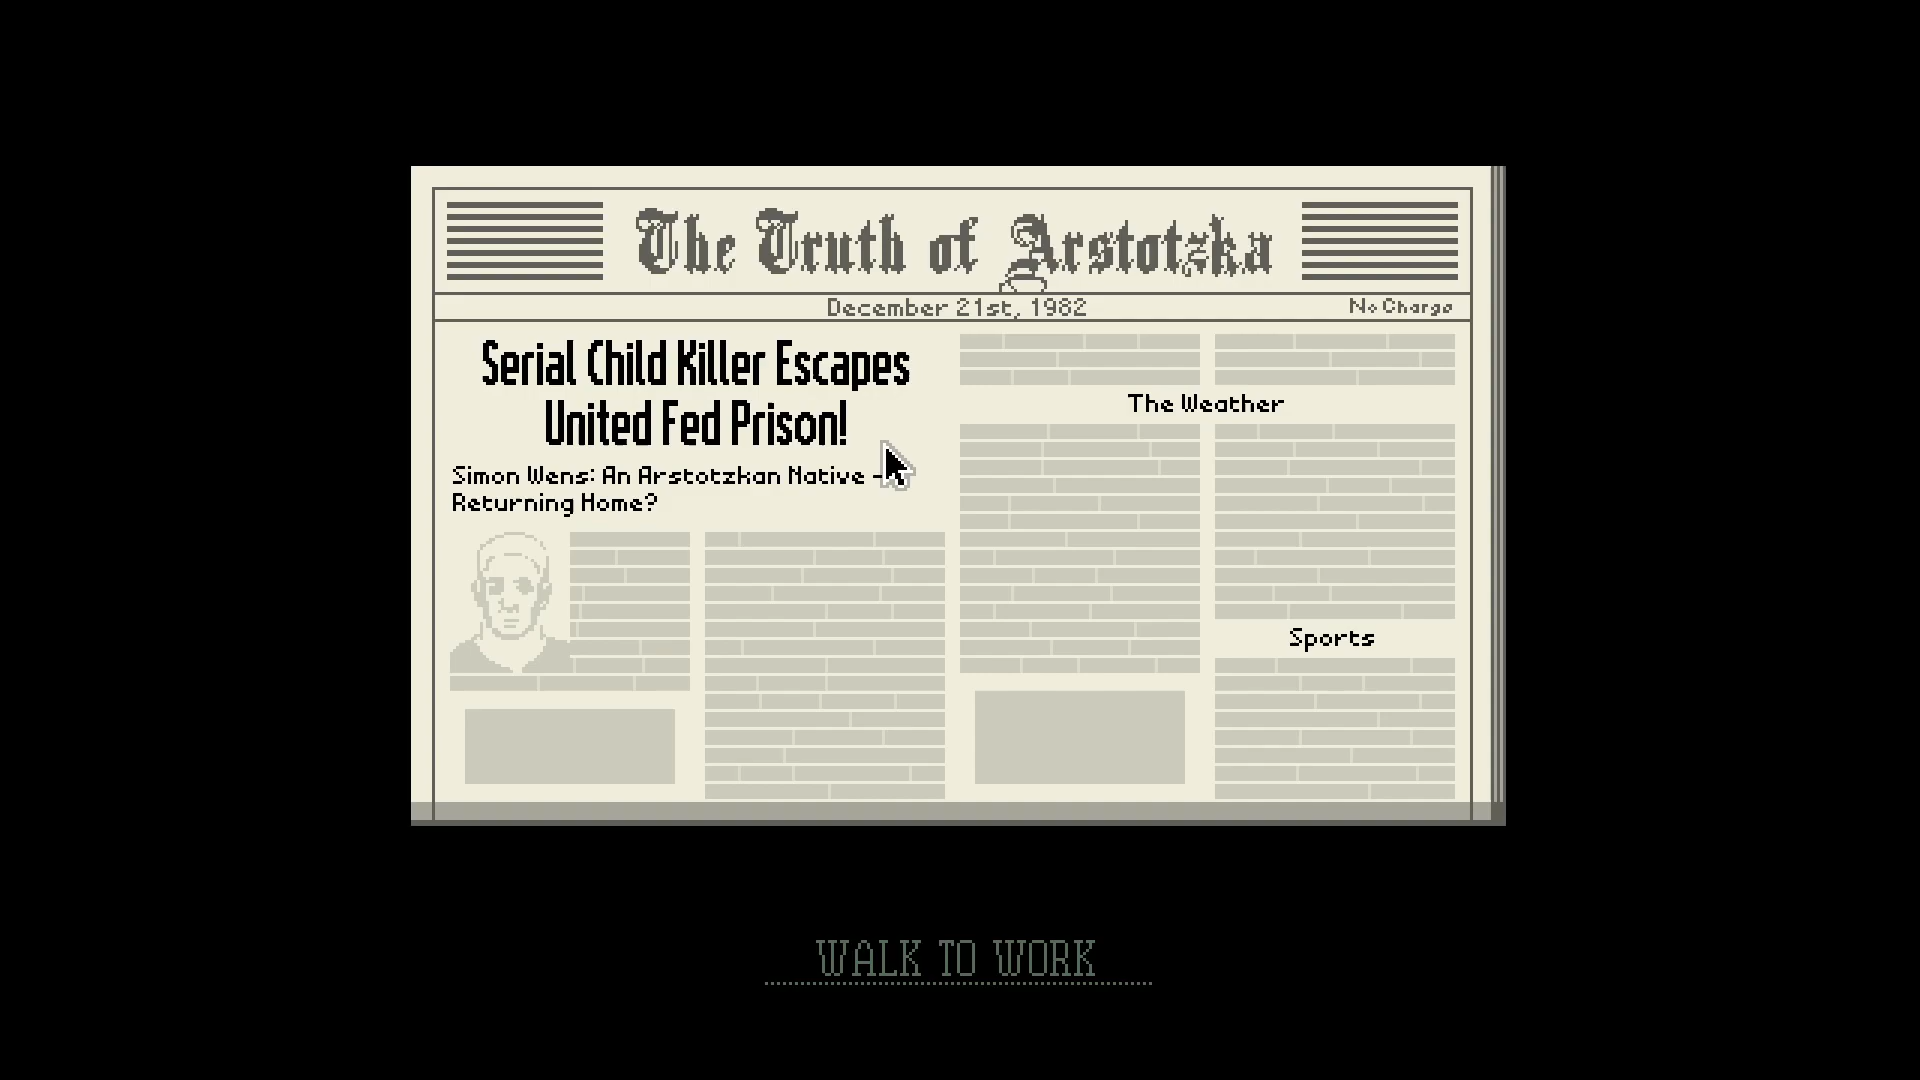 The Truth of Arstotzka
December 21st, 1982
No Charge
Serial Child Killer Escapes
United Fed Prison!
Simon Wens: An Arstotzkan Native -
Returning Home?
The Weather
Sports
WALK TO WORK